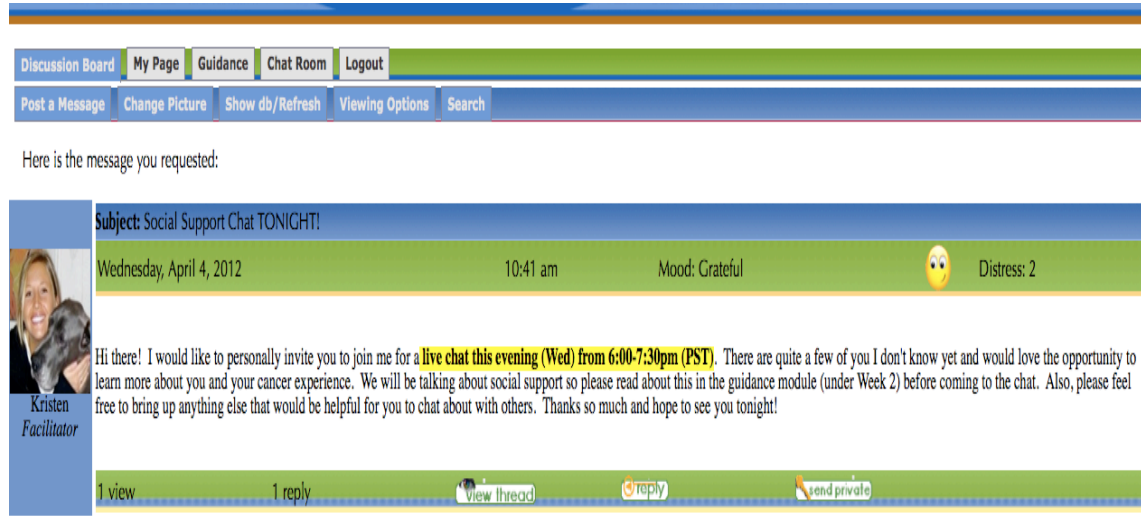 Discussion Board My Page Guidance Chat Room Logout
Post a Message Change Picture Show db/Refresh Viewing Options Search
Here is the message you requested:
Subject: Social Support Chat TONIGHT!
Wednesday, April 4, 2012 10:41 am Mood: Grateful Distress: 2
Hi there! I would like to personally invite you to join me for a live chat this evening (Wed) from 6:00-7:30pm (PST). There are quite a few of you I don't know yet and would love the opportunity to
learn more about you and your cancer experience. We will be talking about social support so please read about this in the guidance module (under Week 2) before coming to the chat. Also, please feel
free to bring up anything else that would be helpful for you to chat about with others. Thanks so much and hope to see you tonight!
Kristen
Facilitator
1 view 1 reply view thread reply send private